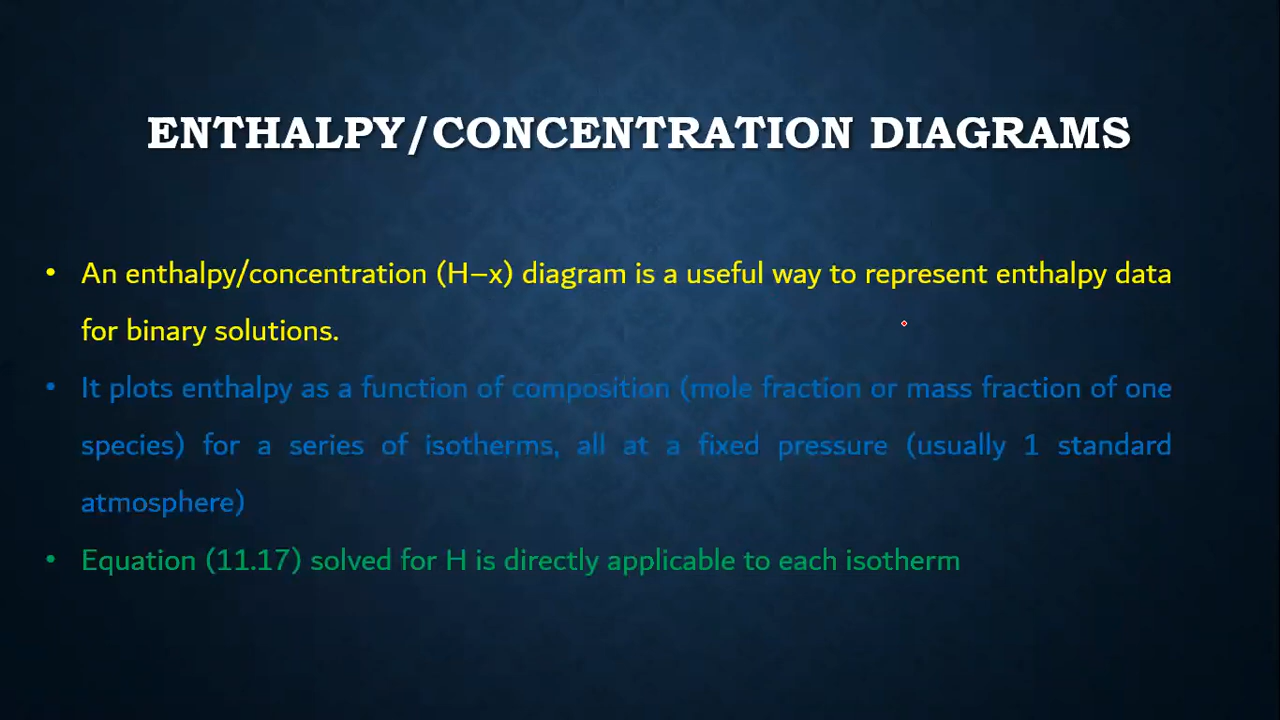 ENTHALPY/CONCENTRATION DIAGRAMS
• An enthalpy/concentration (H–x) diagram is a useful way to represent enthalpy data
for binary solutions.
• It plots enthalpy as a function of composition (mole fraction or mass fraction of one
species) for a series of isotherms, all at a fixed pressure (usually 1 standard
atmosphere)
• Equation (11.17) solved for H is directly applicable to each isotherm